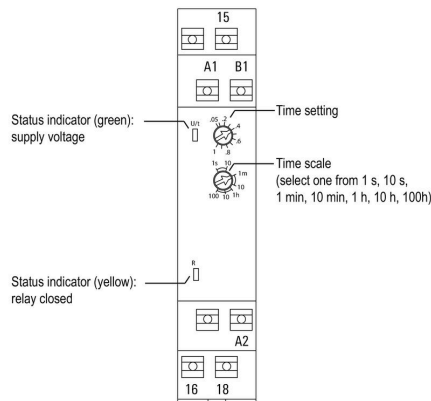 15
A1 B1
Status indicator (green):
supply voltage
U/t
.05 .2 .4 .6 .8 1
Time setting
1s 10 1m 10 1h 10 100
Time scale
(select one from 1 s, 10 s,
1 min, 10 min, 1 h, 10 h, 100h)
R
Status indicator (yellow):
relay closed
A2
16 18